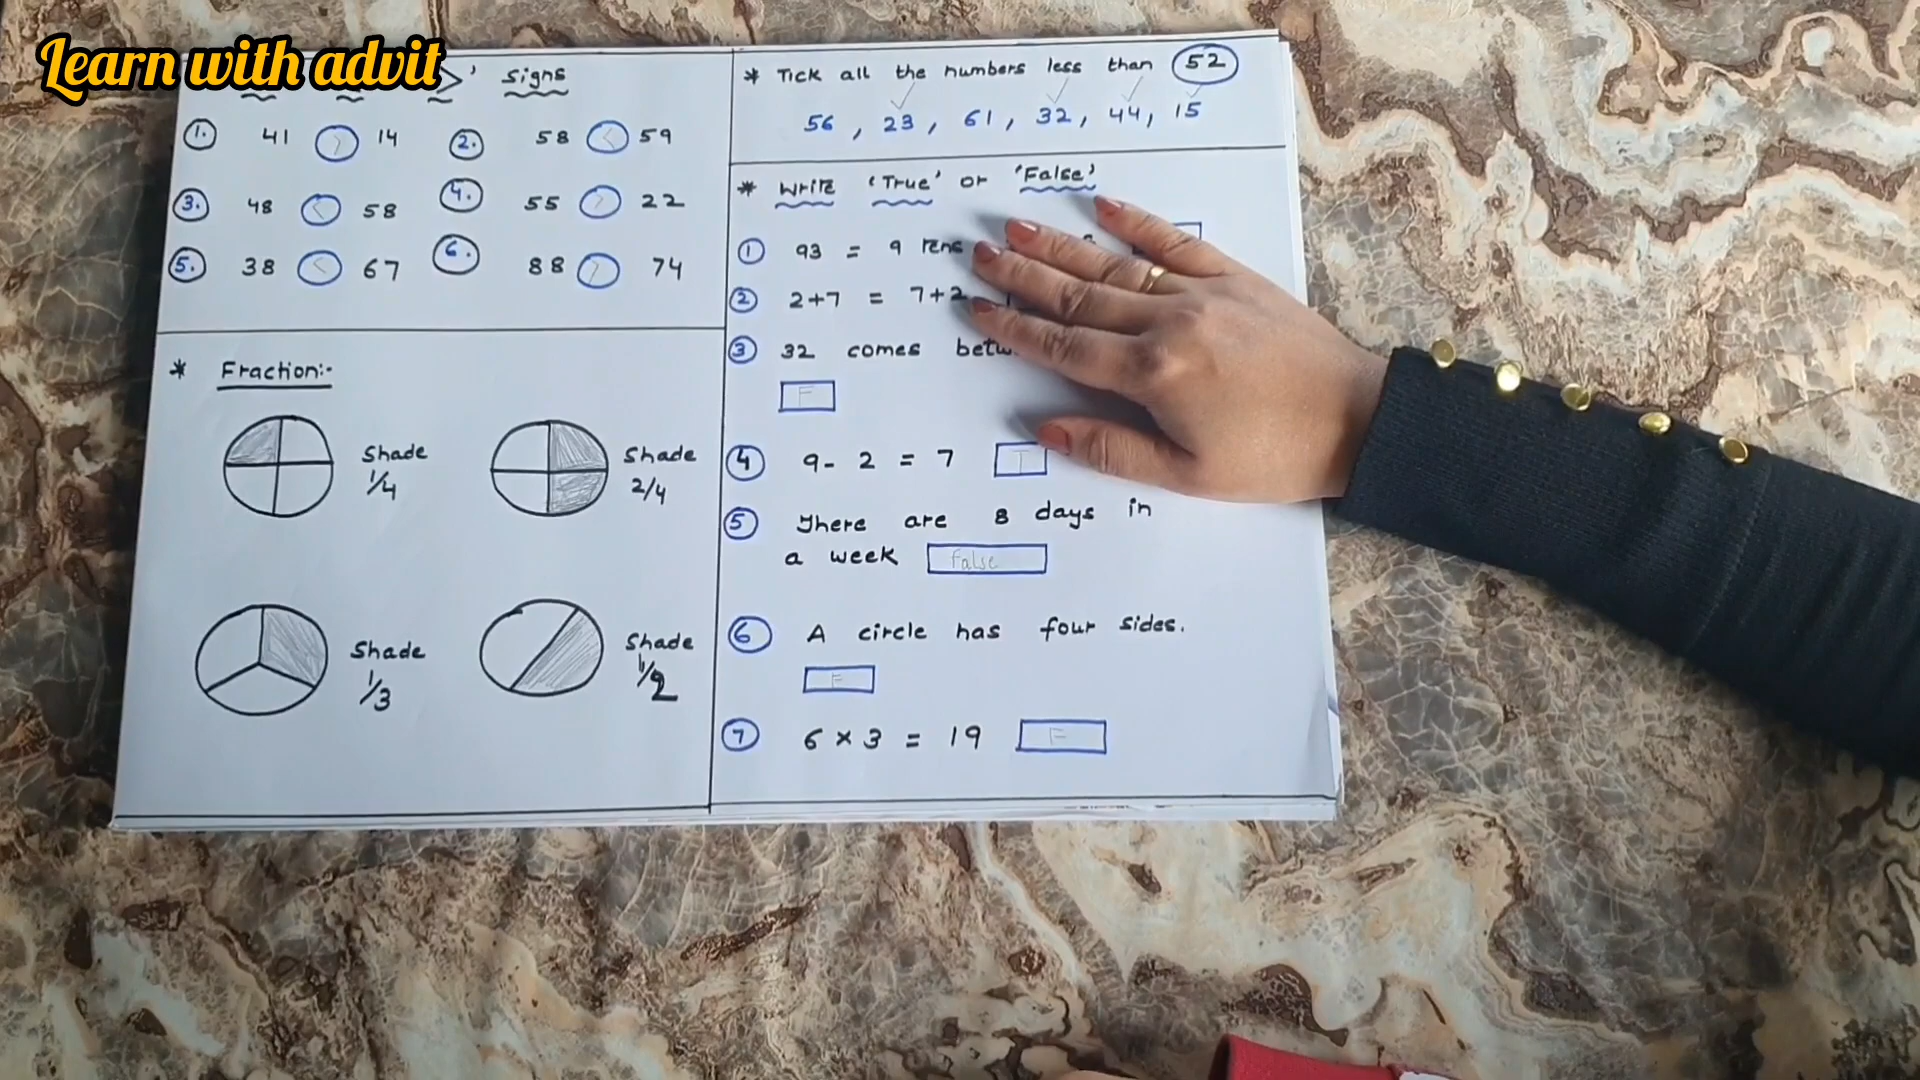 Learn with advit
>' signs
1. 41 > 14 2. 58 < 59
3. 48 < 58 4. 55 > 22
5. 38 < 67 6. 88 > 74
* Fraction:-
Shade 1/4
Shade 2/4
Shade 1/3
Shade 1/2
* Tick all the numbers less than 52
56, 23, 61, 32, 44, 15
* Write 'True' or 'False'
1 93 = 9 tens
2 2+7 = 7+2
3 32 comes
F
4 9 - 2 = 7 T
5 There are 8 days in
a week False
6 A circle has four sides.
F
7 6 x 3 = 19 F